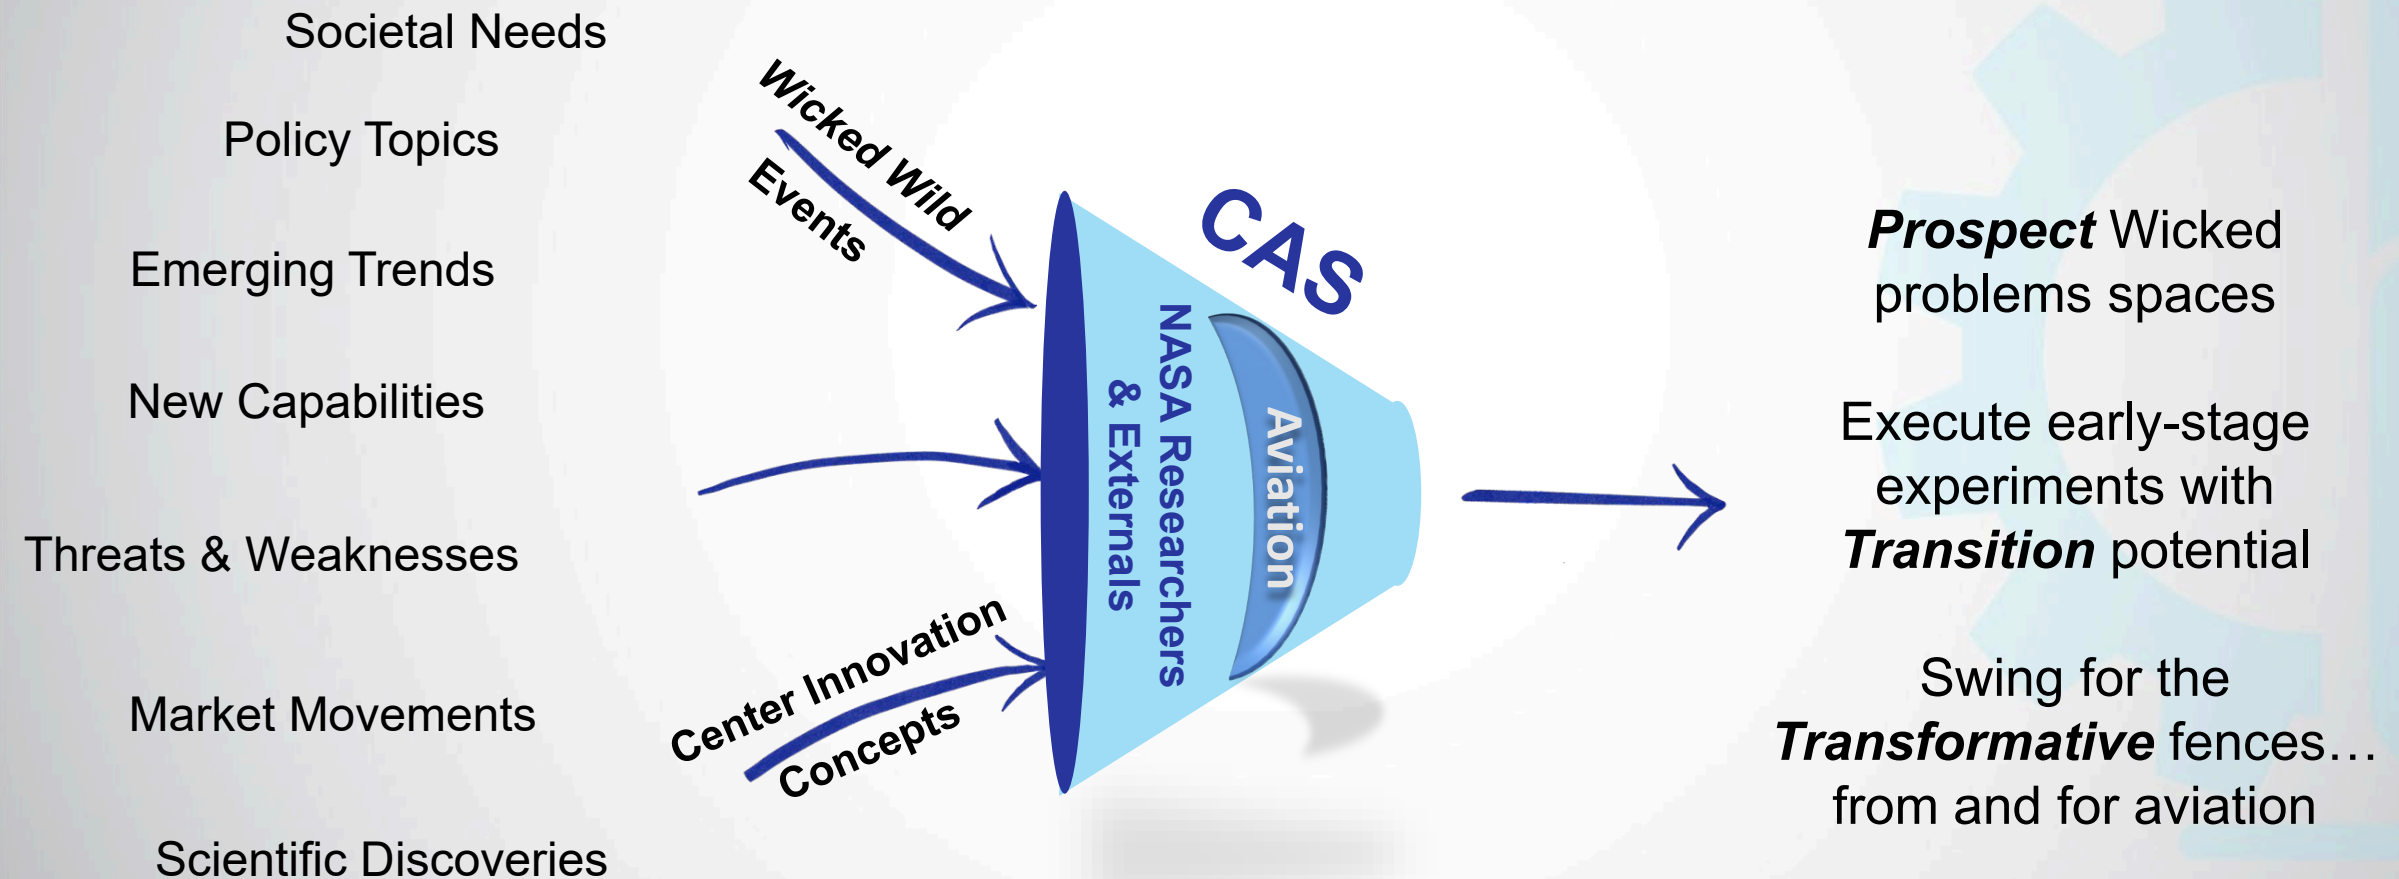 Societal Needs
Policy Topics
Emerging Trends
New Capabilities
Threats & Weaknesses
Market Movements
Scientific Discoveries
Wicked Wild
Events
Center Innovation
Concepts
CAS
NASA Researchers
& Externals
Aviation
Prospect Wicked
problems spaces
Execute early-stage
experiments with
Transition potential
Swing for the
Transformative fences…
from and for aviation